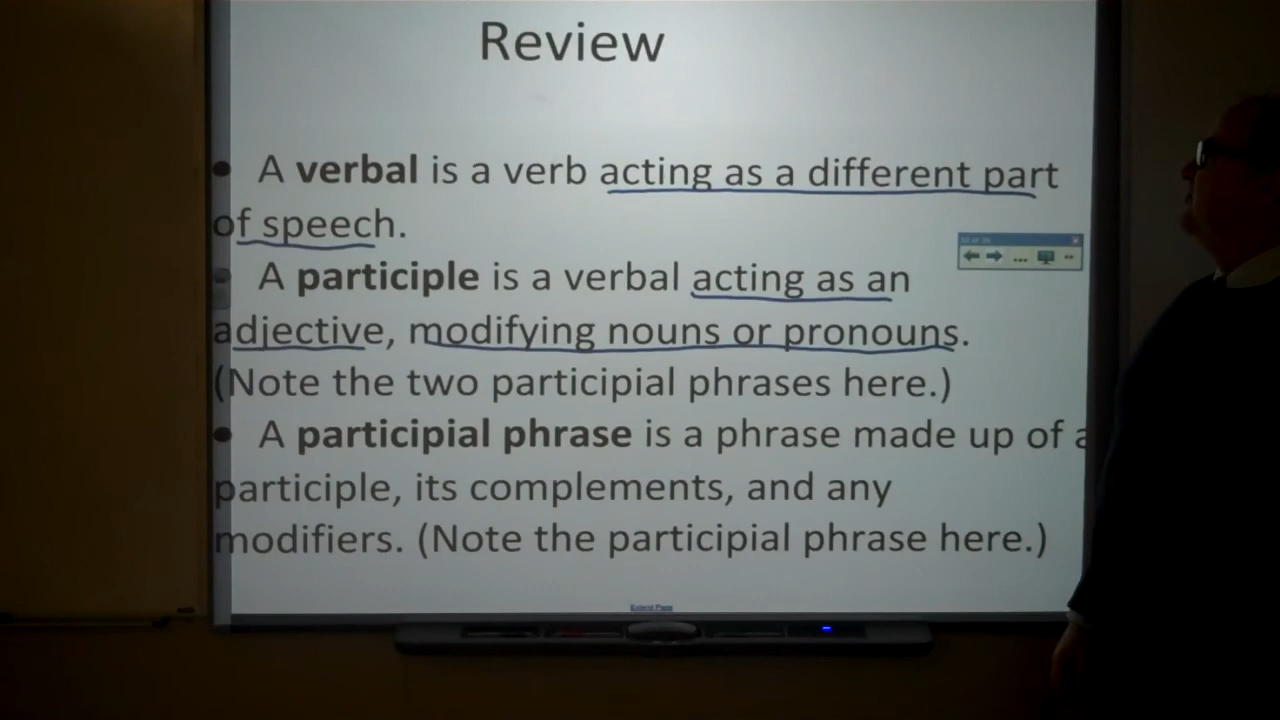 Review
• A verbal is a verb acting as a different part
of speech.
• A participle is a verbal acting as an
adjective, modifying nouns or pronouns.
(Note the two participial phrases here.)
• A participial phrase is a phrase made up of a
participle, its complements, and any
modifiers. (Note the participial phrase here.)
Extend Page